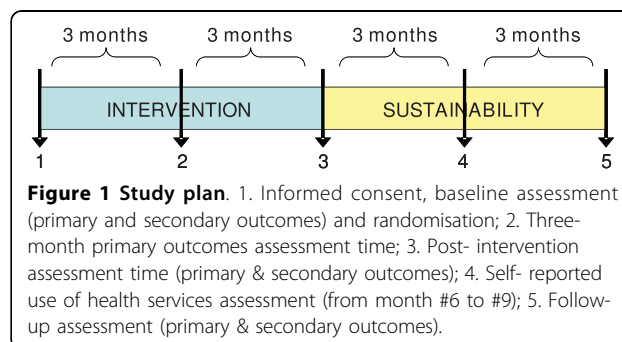 3 months 3 months 3 months 3 months
INTERVENTION SUSTAINABILITY
1 2 3 4 5
Figure 1 Study plan. 1. Informed consent, baseline assessment
(primary and secondary outcomes) and randomisation; 2. Three-
month primary outcomes assessment time; 3. Post- intervention
assessment time (primary & secondary outcomes); 4. Self- reported
use of health services assessment (from month #6 to #9); 5. Follow-
up assessment (primary & secondary outcomes).